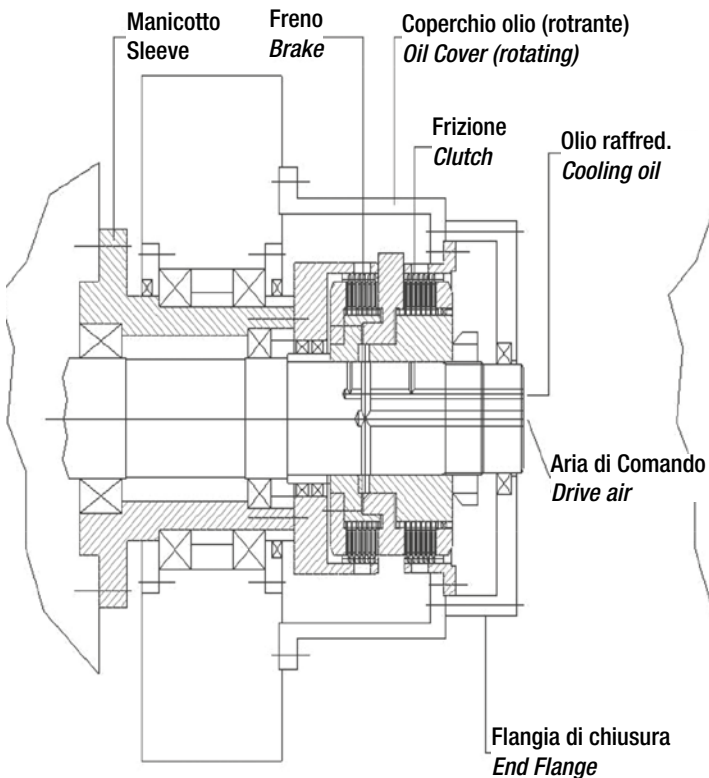 Manicotto
Sleeve
Freno
Brake
Coperchio olio (rotrante)
Oil Cover (rotating)
Frizione
Clutch
Olio raffred.
Cooling oil
Aria di Comando
Drive air
Flangia di chiusura
End Flange